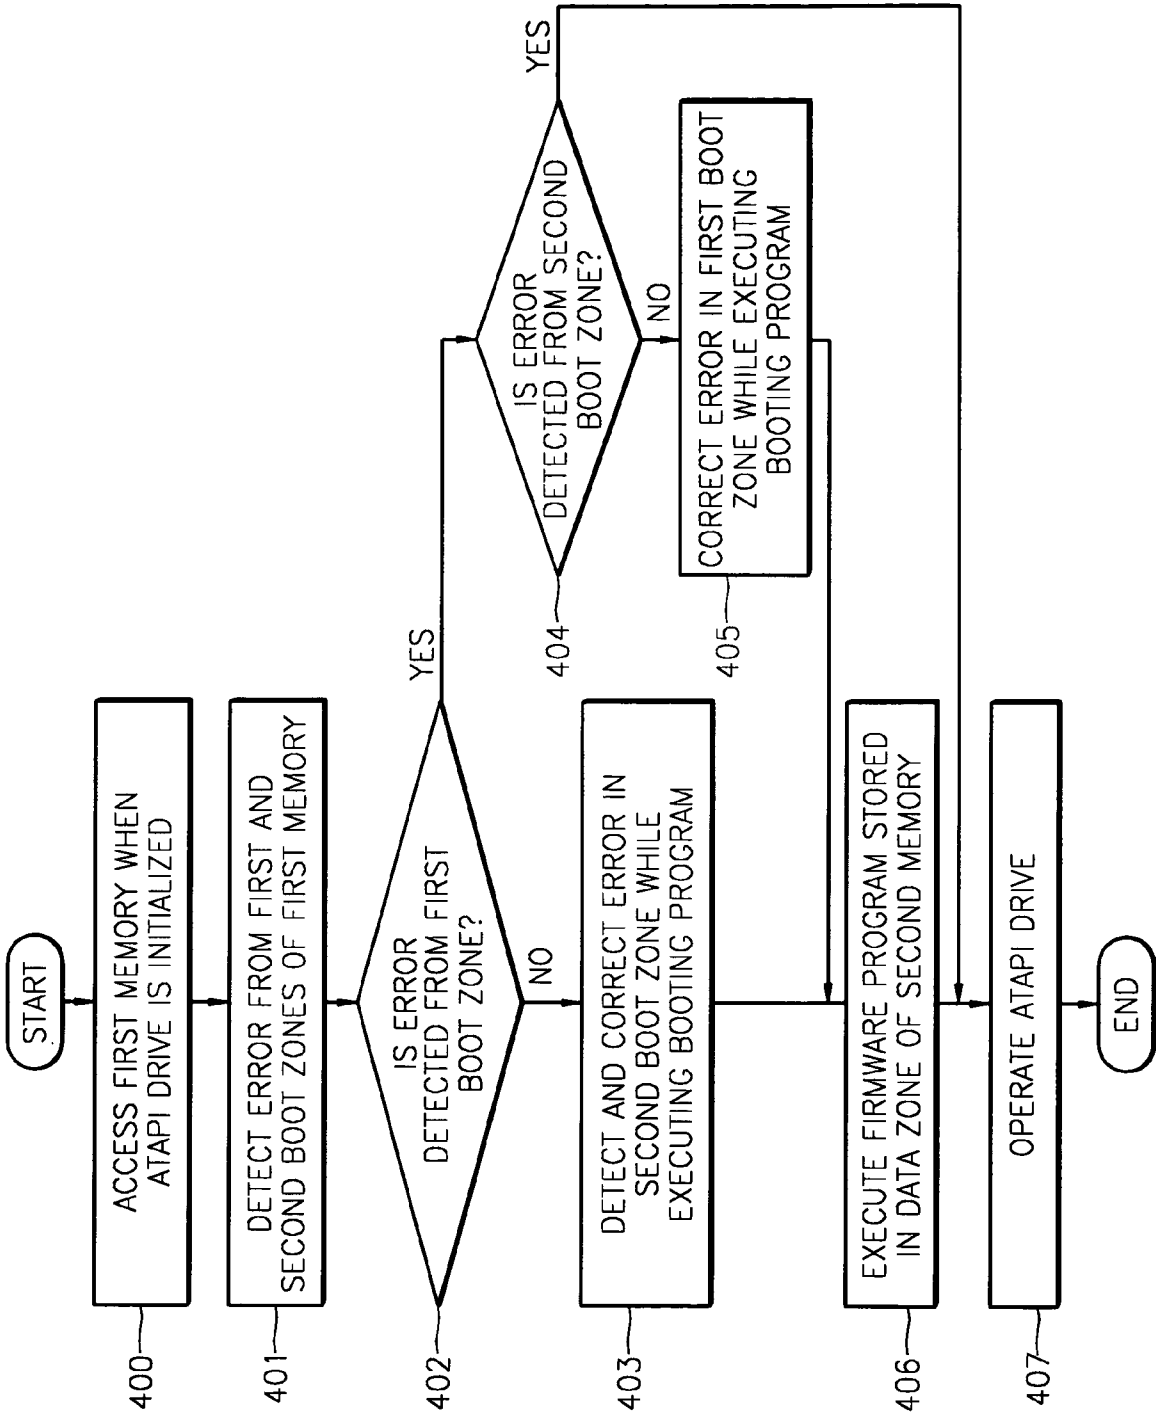 START
ACCESS FIRST MEMORY WHEN
ATAPI DRIVE IS INITIALIZED
400
DETECT ERROR FROM FIRST AND
SECOND BOOT ZONES OF FIRST MEMORY
401
IS ERROR
DETECTED FROM FIRST
BOOT ZONE?
402
YES
NO
DETECT AND CORRECT ERROR IN
SECOND BOOT ZONE WHILE
EXECUTING BOOTING PROGRAM
403
IS ERROR
DETECTED FROM SECOND
BOOT ZONE?
404
YES
NO
CORRECT ERROR IN FIRST BOOT
ZONE WHILE EXECUTING
BOOTING PROGRAM
405
EXECUTE FIRMWARE PROGRAM STORED
IN DATA ZONE OF SECOND MEMORY
406
OPERATE ATAPI DRIVE
407
END